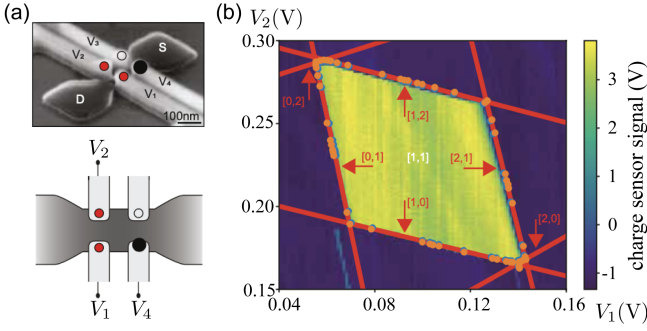 (a)
S
V₃
V₂
V₄
D
V₁
100nm
V₂
V₁
V₄
(b)
V₂(V)
0.30
0.25
0.20
0.15
0.04
0.08
0.12
0.16
V₁(V)
[0,2]
[1,2]
[0,1]
[1,1]
[2,1]
[1,0]
[2,0]
3
2
1
0
−1
charge sensor signal (V)